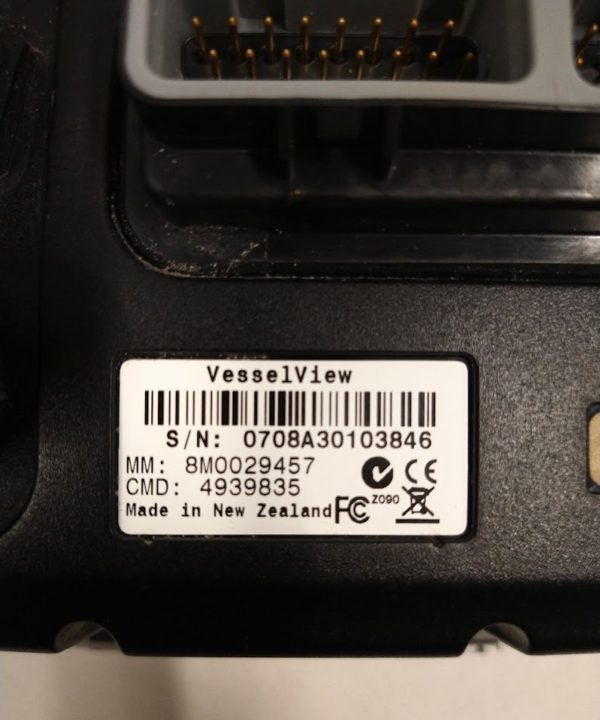 VesselView
S/N: 0708A30103846
MM: 8M0029457
CMD: 4939835
CE
Made in New Zealand FC Z090